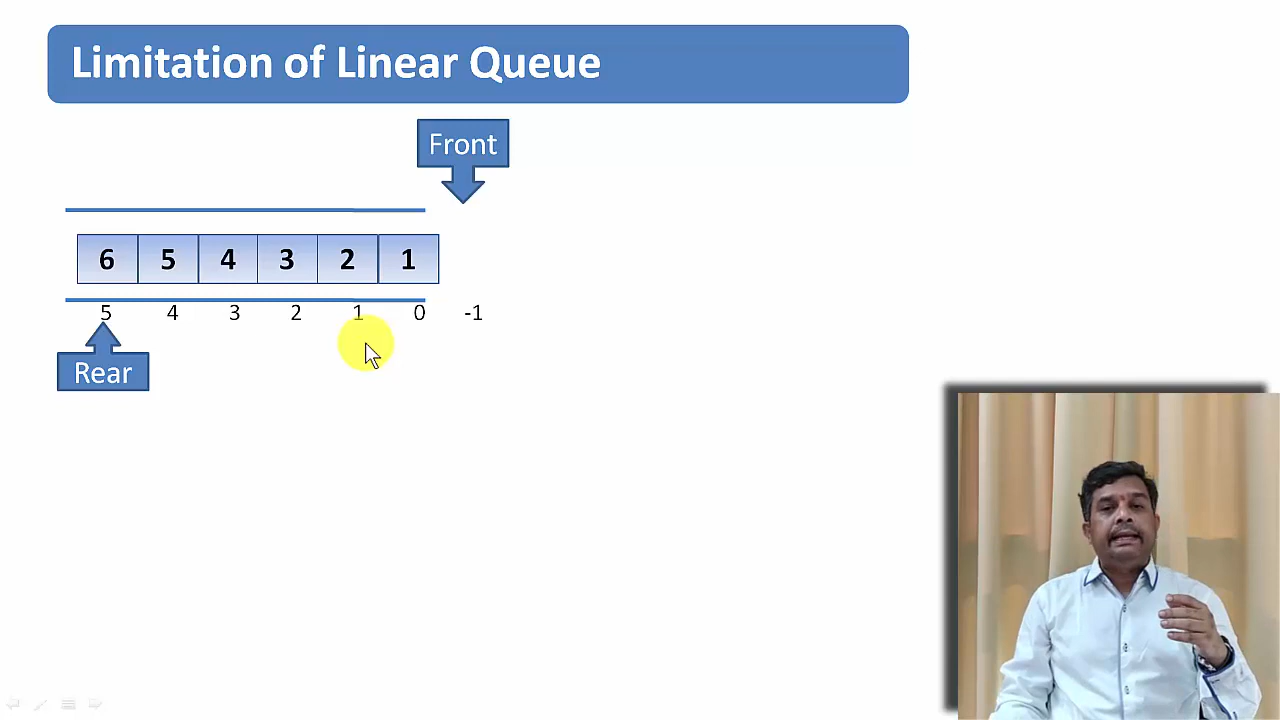 Limitation of Linear Queue
Front
6 5 4 3 2 1
5 4 3 2 1 0 -1
Rear